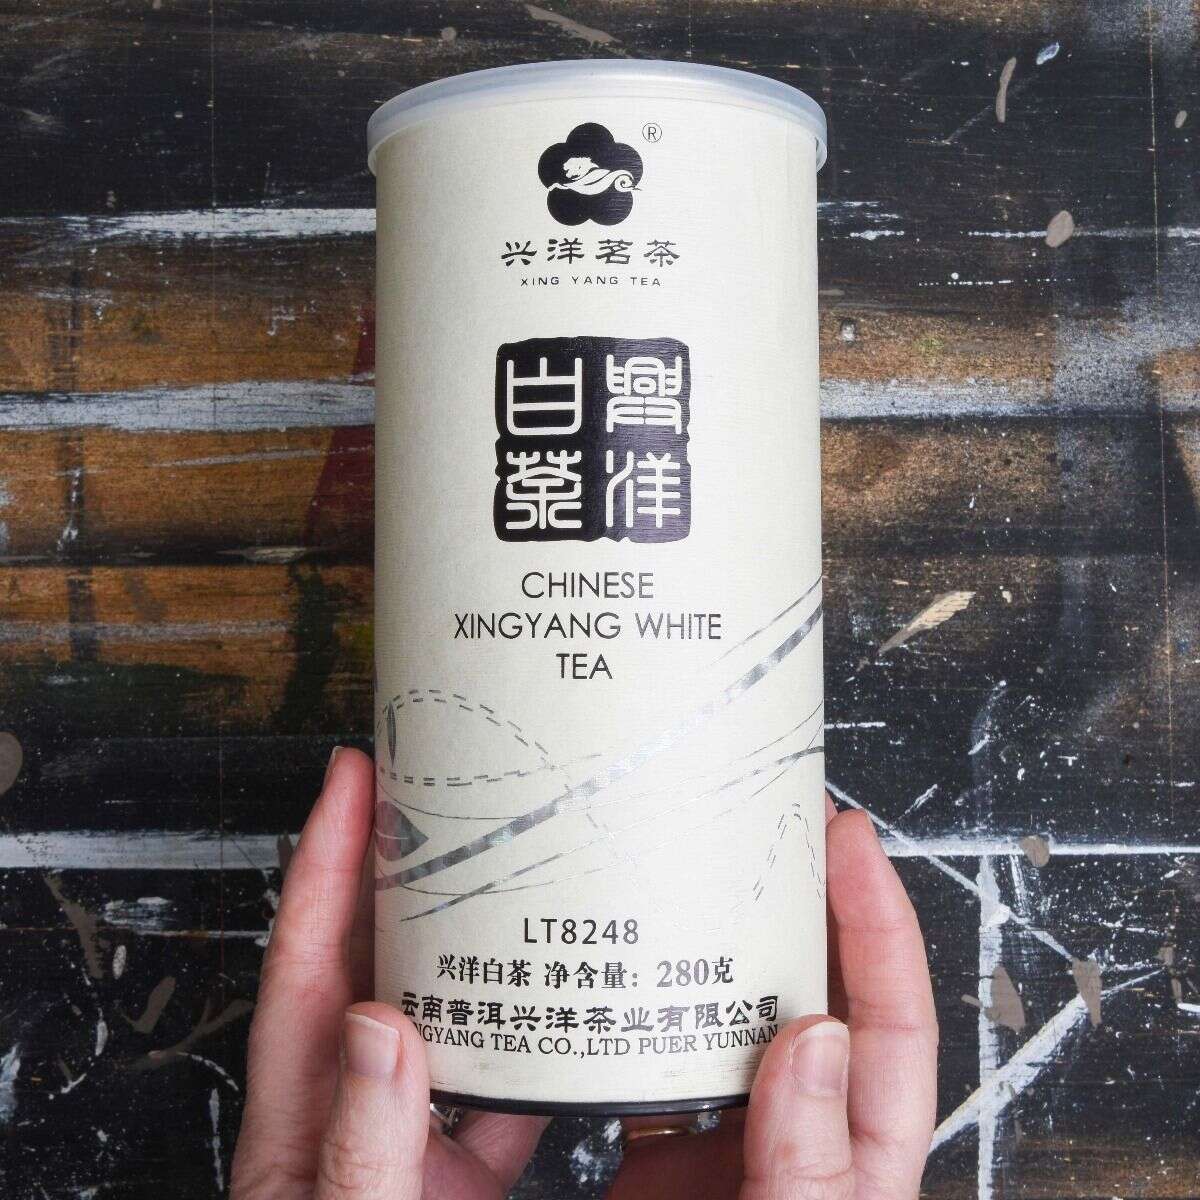 ®
兴洋茗茶
XING YANG TEA
興洋
白茶
CHINESE
XINGYANG WHITE
TEA
LT8248
兴洋白茶 净含量：280克
云南普洱兴洋茶业有限公司
TEA CO.,LTD PUER YUNNAN